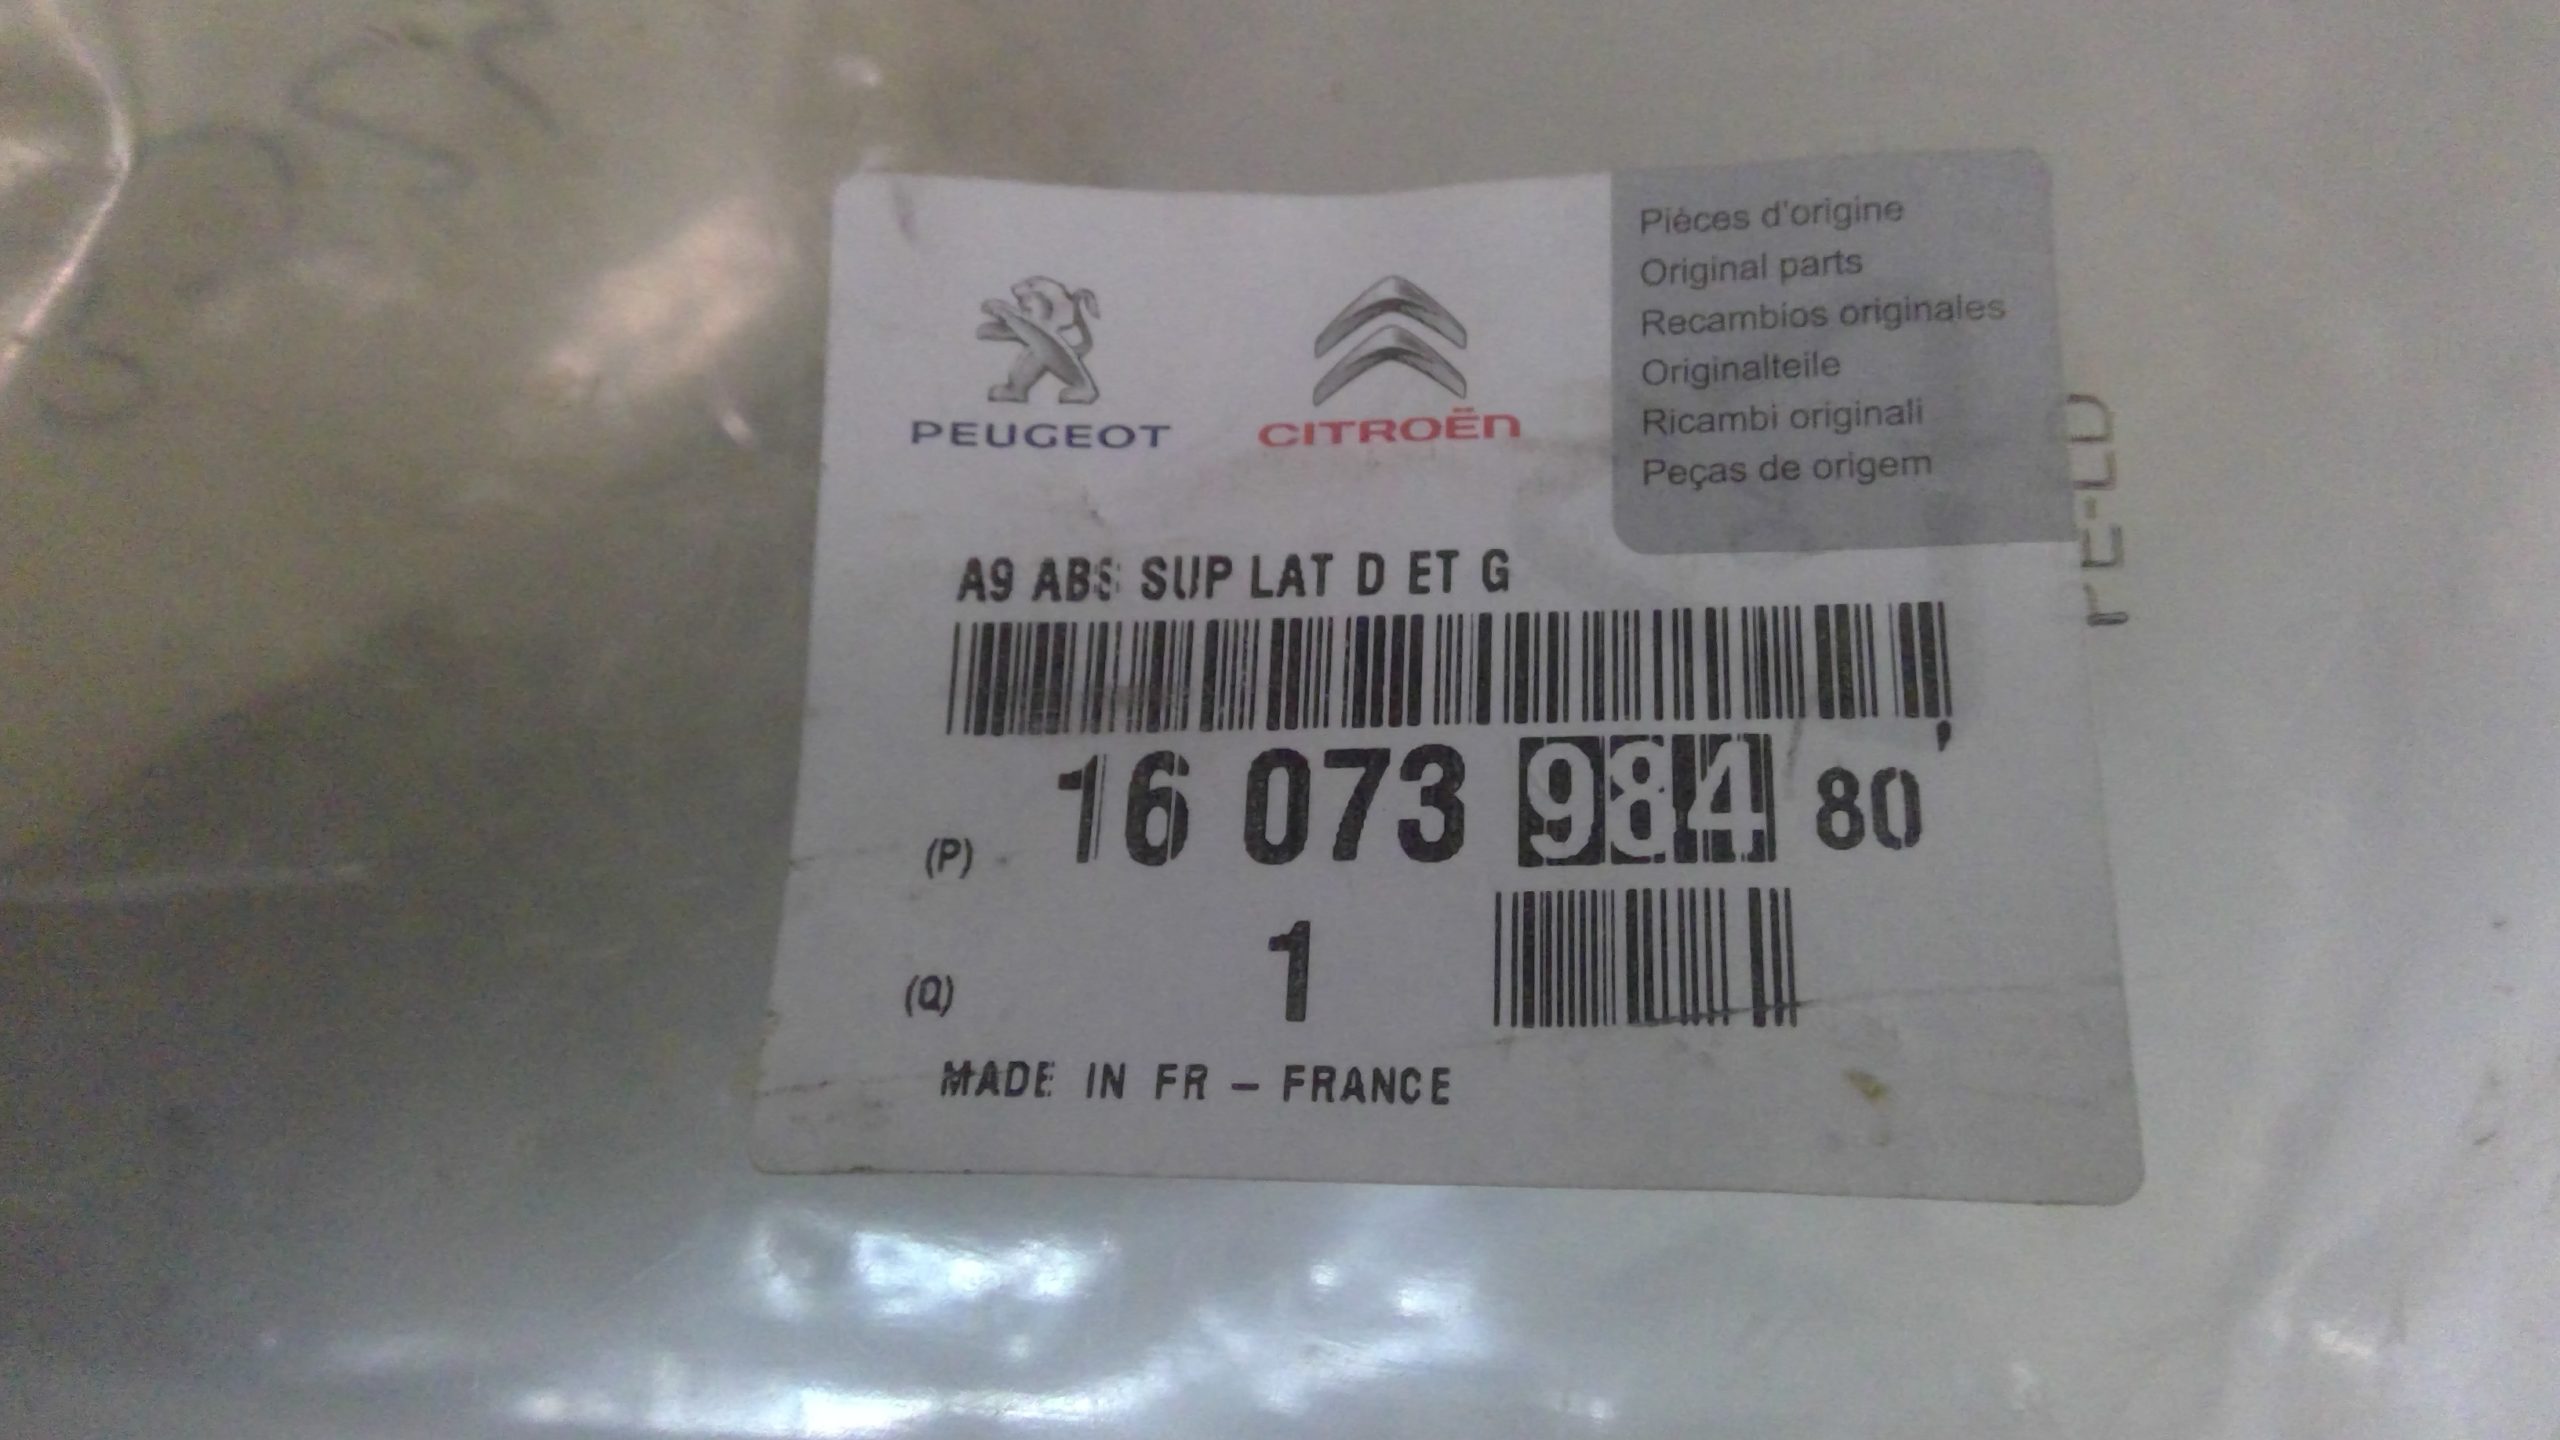 PEUGEOT
CITROËN
Pièces d'origine
Original parts
Recambios originales
Originalteile
Ricambi originali
Peças de origem
A9 ABS SUP LAT D ET G
(P) 16 073 984 80
(Q) 1
MADE IN FR - FRANCE